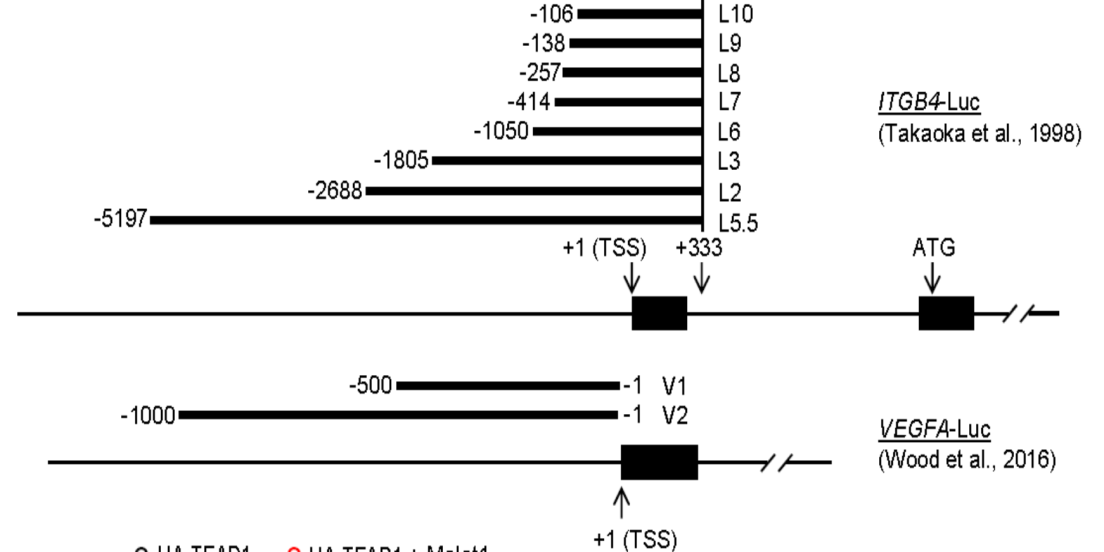 -106 L10
-138 L9
-257 L8
-414 L7
-1050 L6
-1805 L3
-2688 L2
-5197 L5.5
ITGB4-Luc
(Takaoka et al., 1998)
+1 (TSS) +333 ATG
-500 -1 V1
-1000 -1 V2
VEGFA-Luc
(Wood et al., 2016)
+1 (TSS)